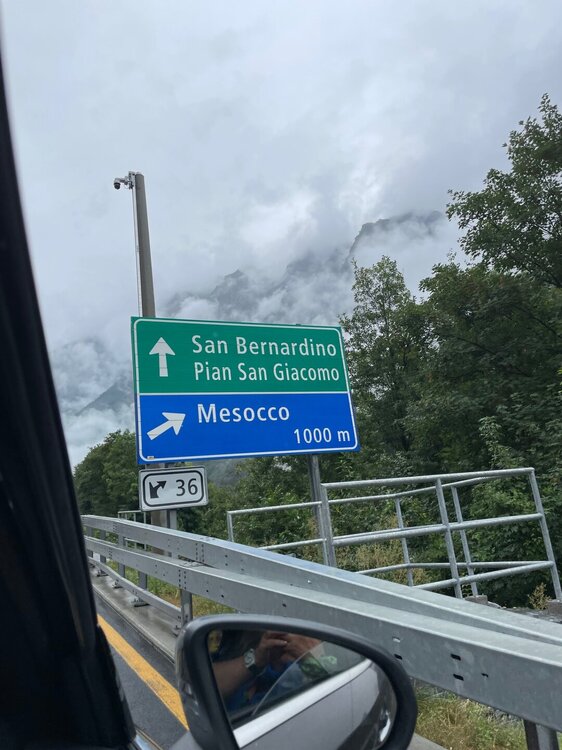 San Bernardino
Pian San Giacomo
Mesocco
1000 m
36